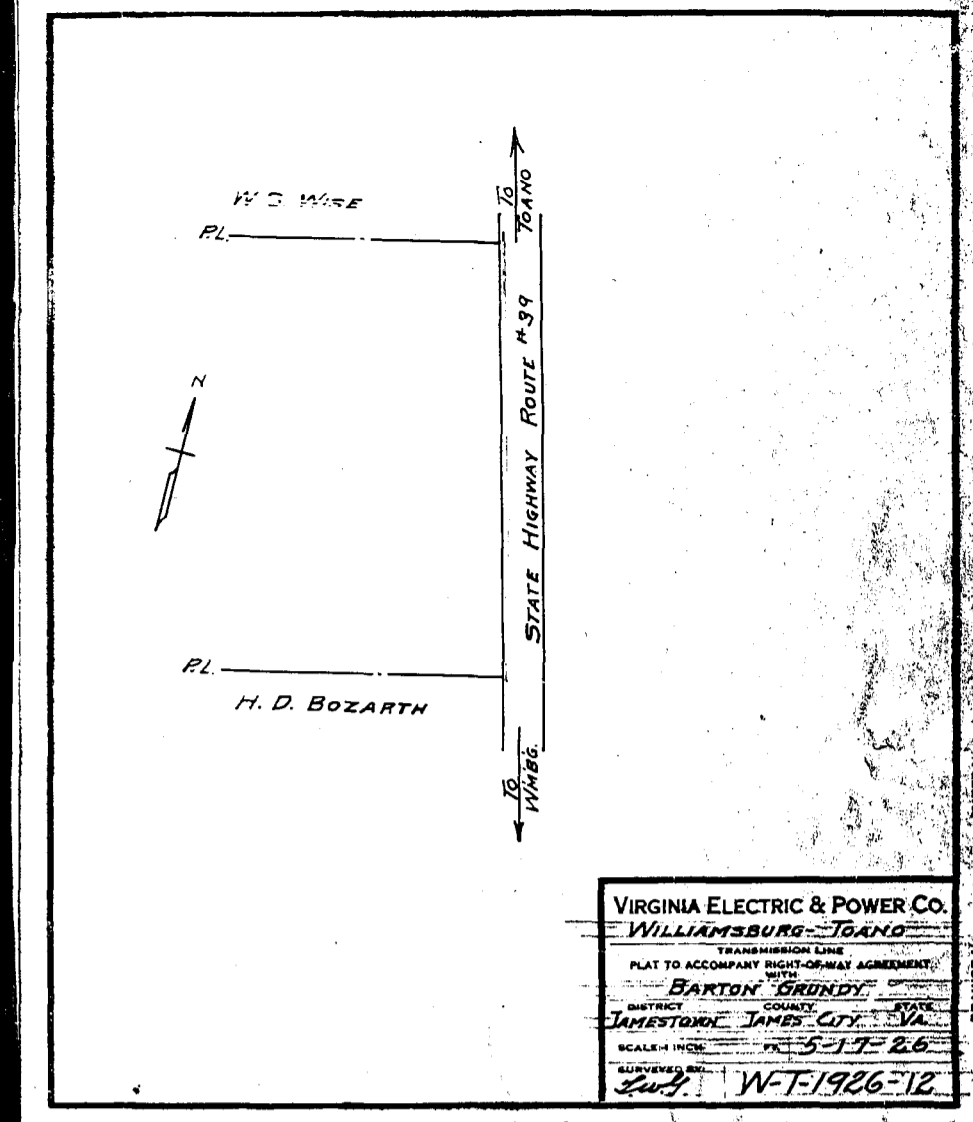 TO TOANO
W WISE
P.L.
N
STATE HIGHWAY ROUTE #39
P.L.
H. D. BOZARTH
TO WMBG.
VIRGINIA ELECTRIC & POWER CO.
WILLIAMSBURG-TOANO
TRANSMISSION LINE
PLAT TO ACCOMPANY RIGHT-OF-WAY AGREEMENT
WITH
BARTON GRUNDY
DISTRICT COUNTY STATE
JAMESTOWN JAMES CITY VA.
SCALE-1 INCH FT. 5-17-26
SURVEYED BY:
W-T-1926-12